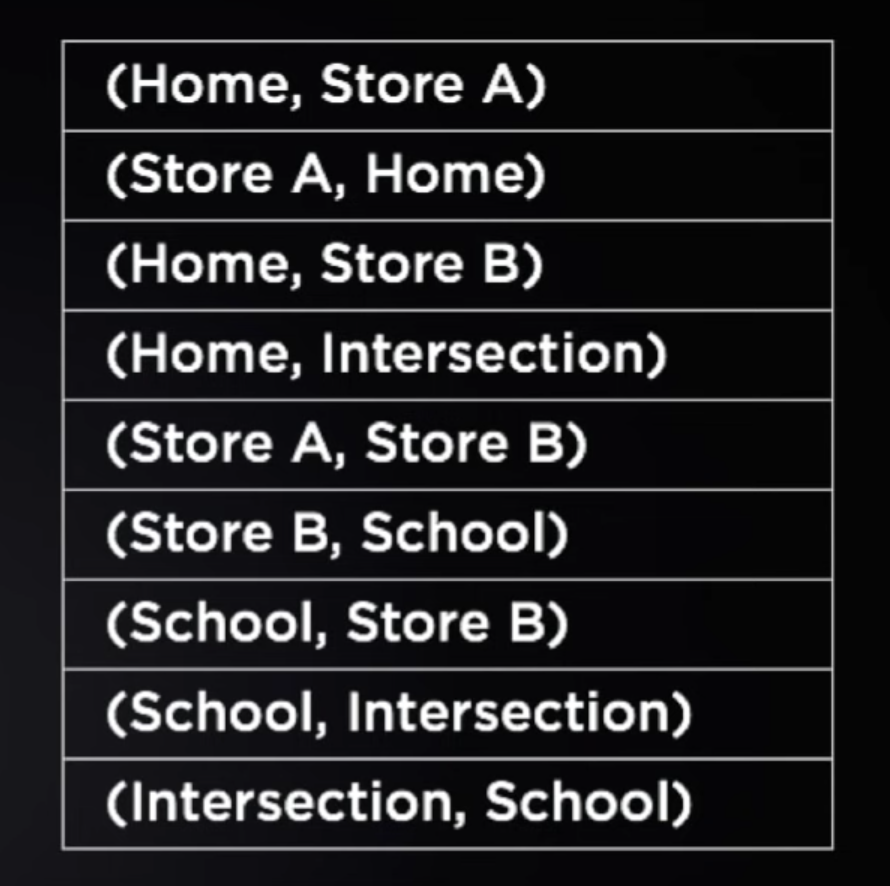 (Home, Store A)
(Store A, Home)
(Home, Store B)
(Home, Intersection)
(Store A, Store B)
(Store B, School)
(School, Store B)
(School, Intersection)
(Intersection, School)